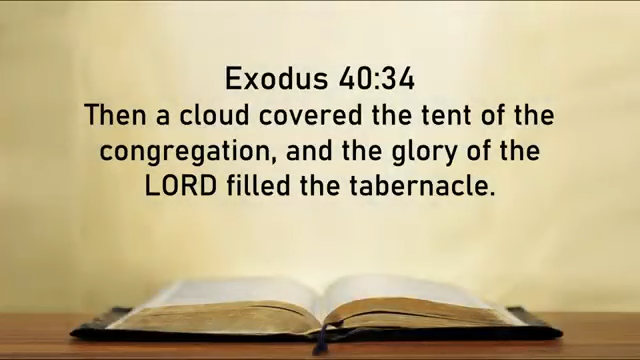 Exodus 40:34
Then a cloud covered the tent of the
congregation, and the glory of the
LORD filled the tabernacle.